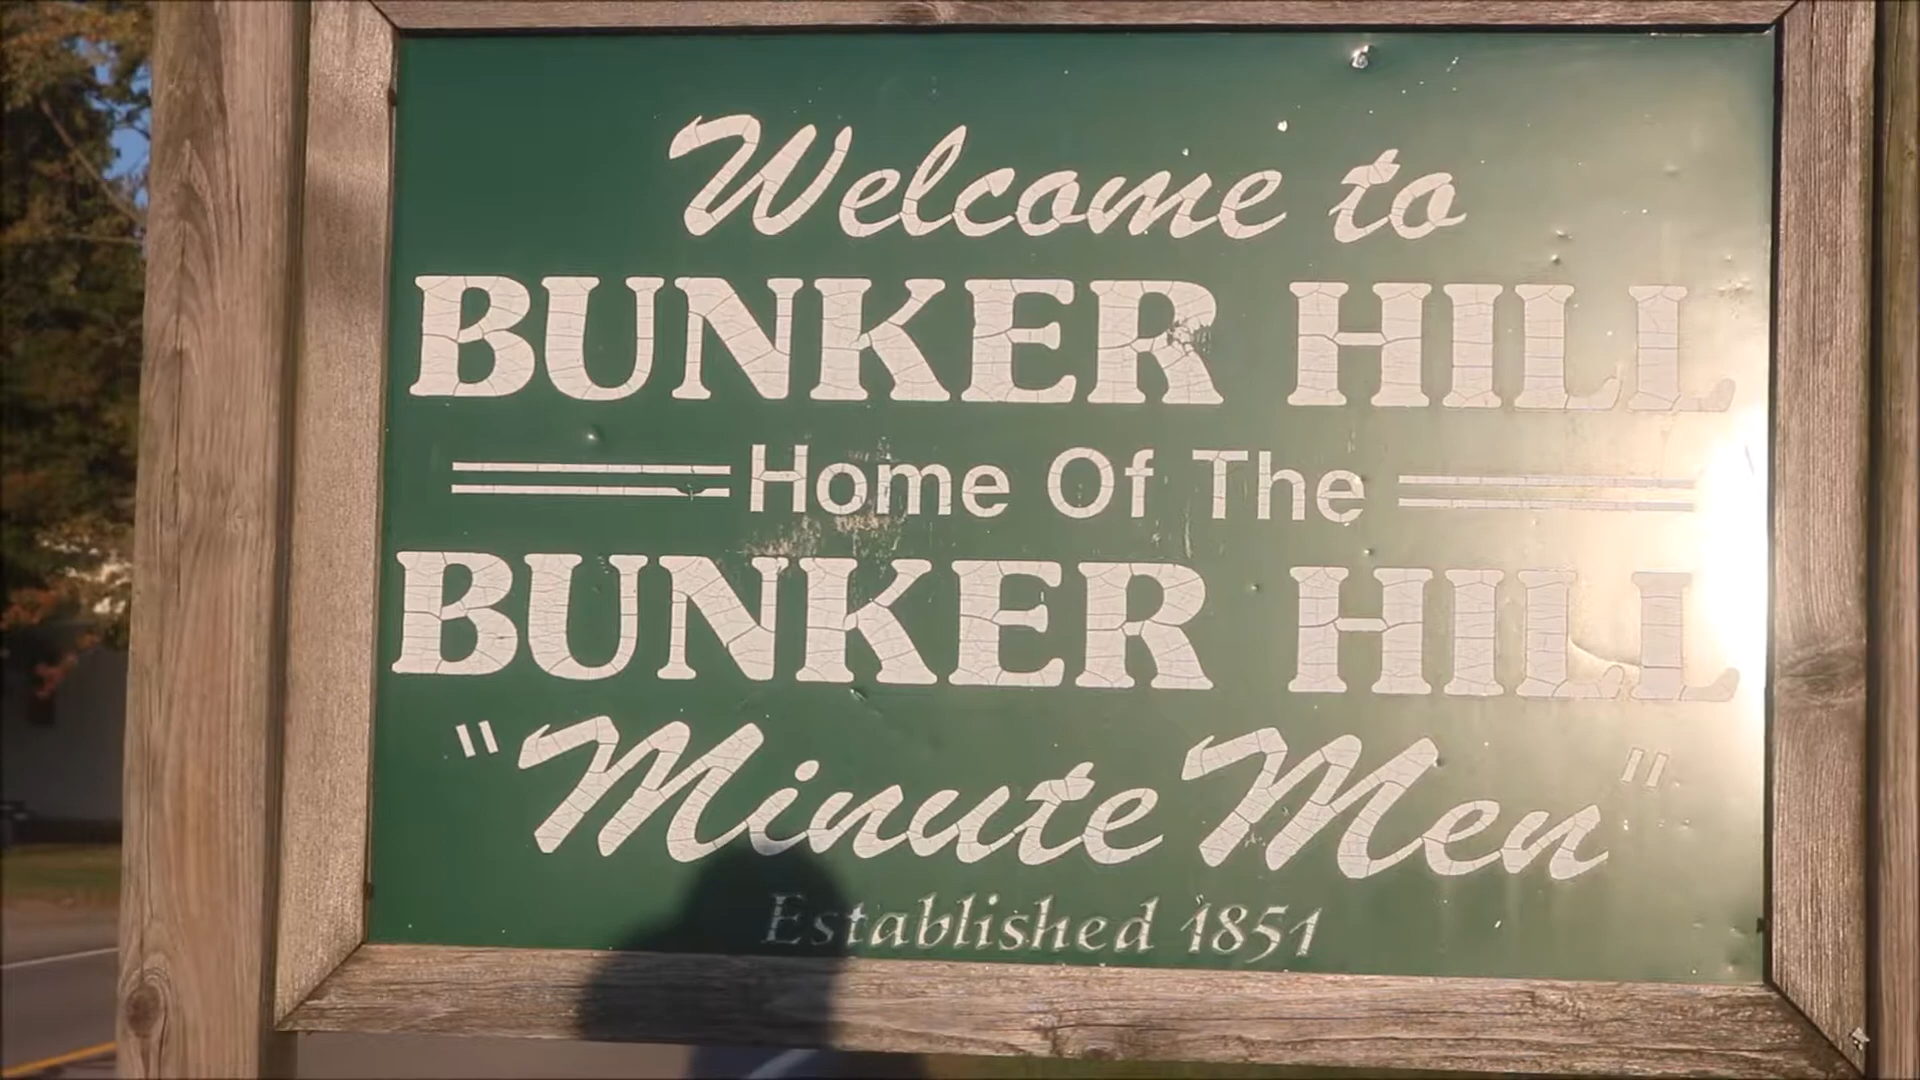 Welcome to
BUNKER HILL
Home Of The
BUNKER HILL
"Minute Men"
Established 1851